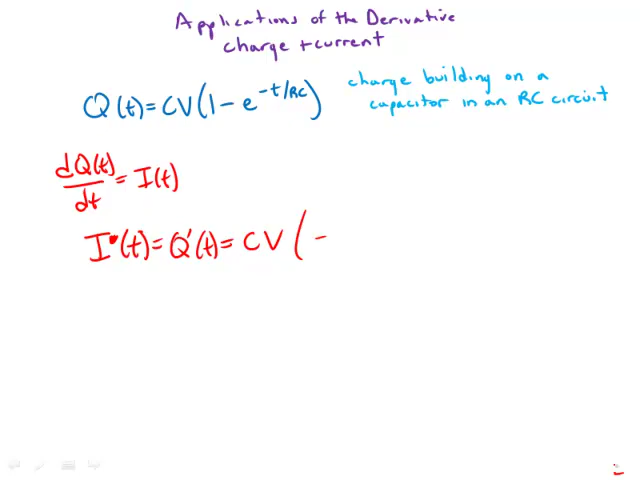 Applications of the Derivative
charge + current
Q(t) = CV(1 - e^{-t/RC})
charge building on a
capacitor in an RC circuit
dQ(t)/dt = I(t)
I(t) = Q'(t) = CV ( -